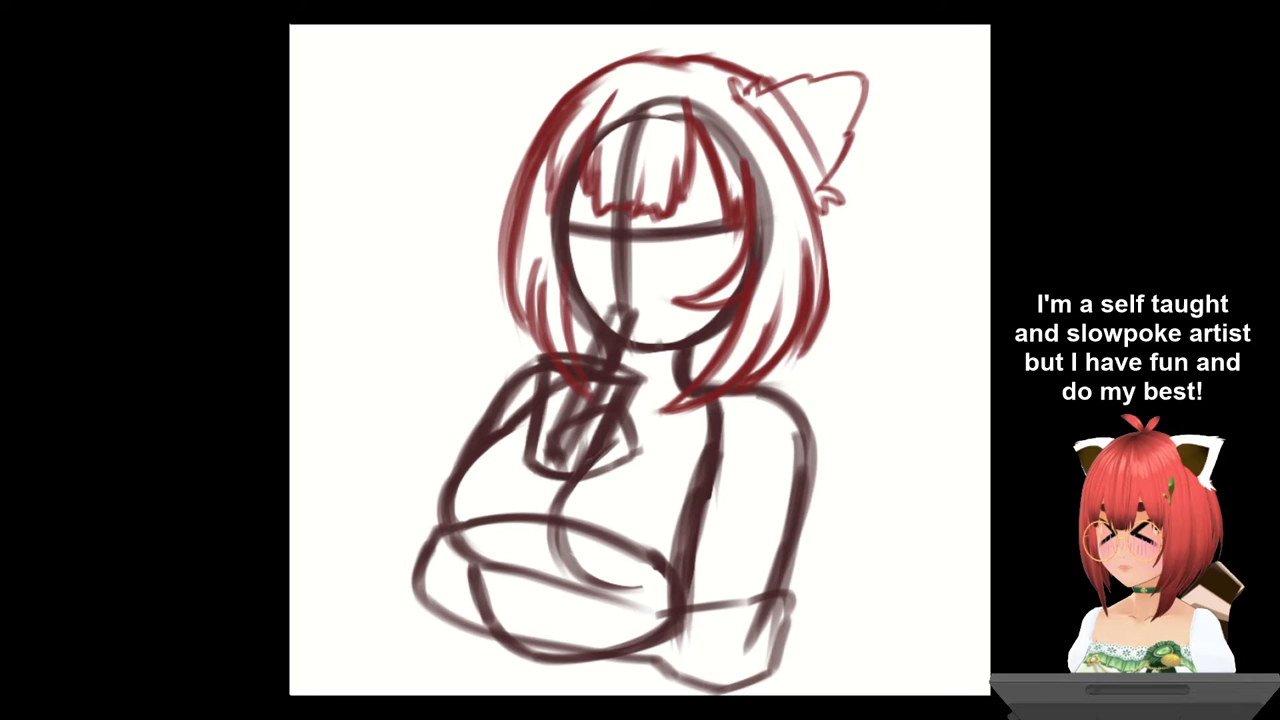 I'm a self taught
and slowpoke artist
but I have fun and
do my best!